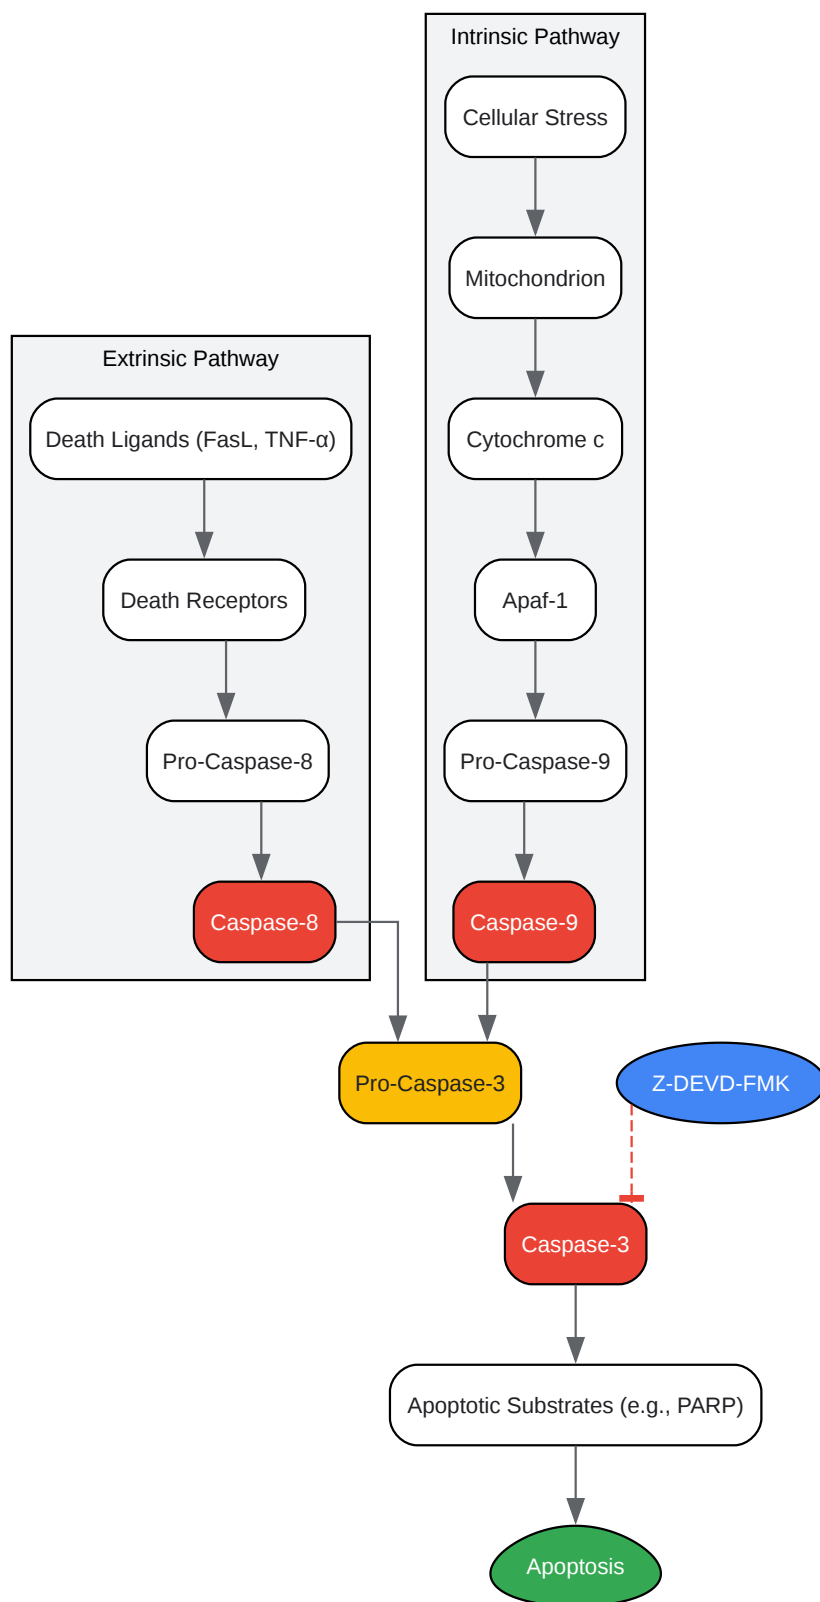 Intrinsic Pathway
Cellular Stress
Mitochondrion
Cytochrome c
Apaf-1
Pro-Caspase-9
Caspase-9
Extrinsic Pathway
Death Ligands (FasL, TNF-α)
Death Receptors
Pro-Caspase-8
Caspase-8
Pro-Caspase-3
Z-DEVD-FMK
Caspase-3
Apoptotic Substrates (e.g., PARP)
Apoptosis